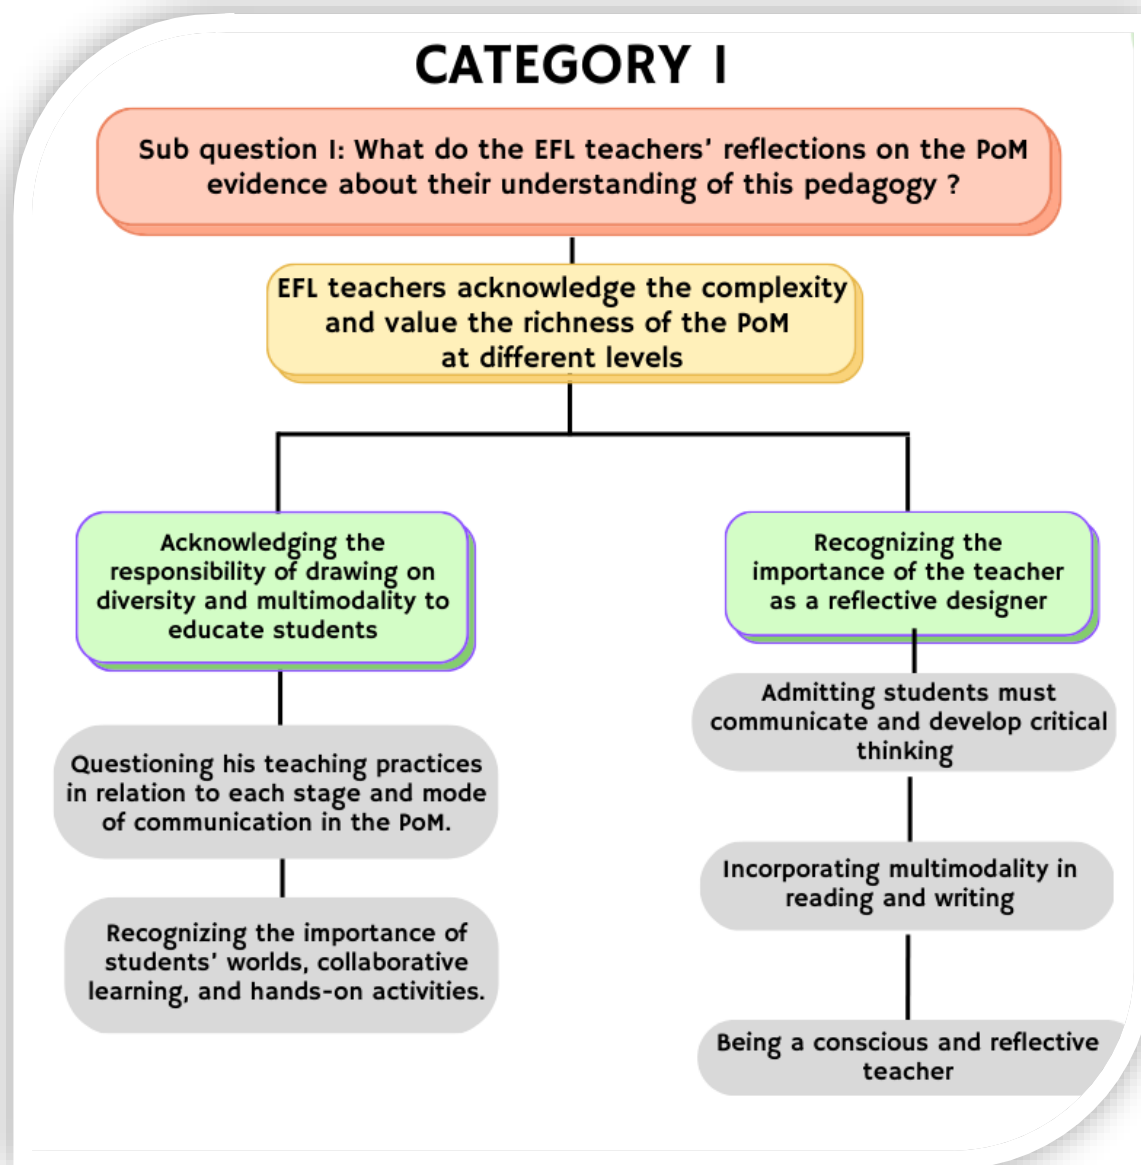 CATEGORY I
Sub question I: What do the EFL teachers' reflections on the PoM
evidence about their understanding of this pedagogy ?
EFL teachers acknowledge the complexity
and value the richness of the PoM
at different levels
Acknowledging the
responsibility of drawing on
diversity and multimodality to
educate students
Questioning his teaching practices
in relation to each stage and mode
of communication in the PoM.
Recognizing the importance of
students' worlds, collaborative
learning, and hands-on activities.
Recognizing the
importance of the teacher
as a reflective designer
Admitting students must
communicate and develop critical
thinking
Incorporating multimodality in
reading and writing
Being a conscious and reflective
teacher